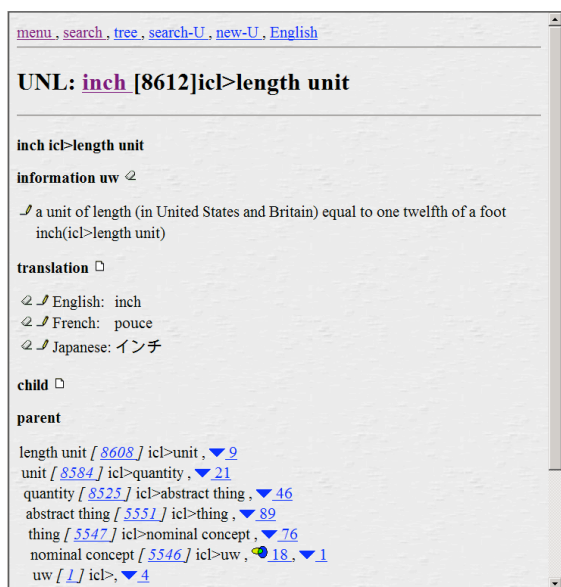 menu , search , tree , search-U , new-U , English
UNL: inch [8612]icl>length unit
inch icl>length unit
information uw
a unit of length (in United States and Britain) equal to one twelfth of a foot
inch(icl>length unit)
translation
English: inch
French: pouce
Japanese: インチ
child
parent
length unit [ 8608 ] icl>unit , 9
unit [ 8584 ] icl>quantity , 21
quantity [ 8525 ] icl>abstract thing , 46
abstract thing [ 5551 ] icl>thing , 89
thing [ 5547 ] icl>nominal concept , 76
nominal concept [ 5546 ] icl>uw , 18 , 1
uw [ 1 ] icl>, 4